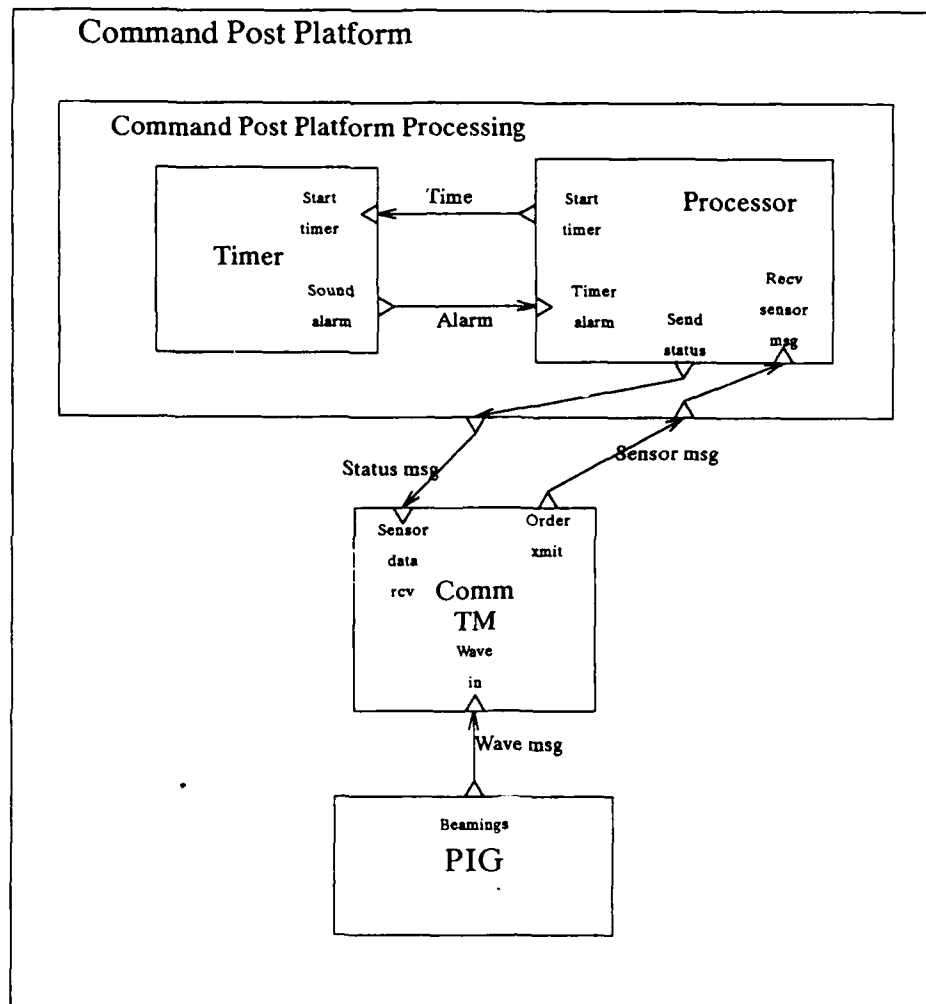 Command Post Platform
Command Post Platform Processing
Start
timer
Timer
Sound
alarm
Time
Alarm
Start
timer
Processor
Timer
alarm
Send
status
Recv
sensor
msg
Status msg
Sensor msg
Sensor
data
rcv
Order
xmit
Comm
TM
Wave
in
Wave msg
Beamings
PIG